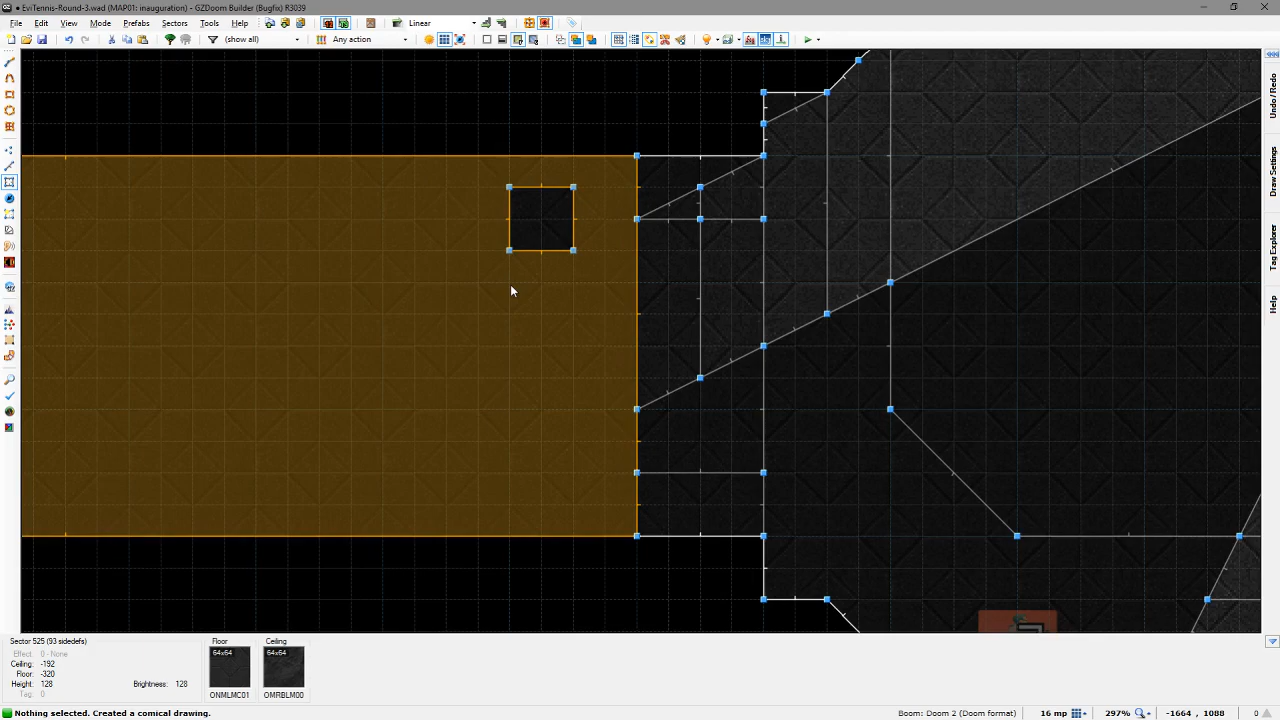 • EviTennis-Round-3.wad (MAP01: inauguration) - GZDoom Builder (Bugfix) R3039
File Edit View Mode Prefabs Sectors Tools Help Linear
(show all) Any action
Undo / Redo
Draw Settings
Tag Explorer
Help
Sector 525 (93 sidedefs)
Effect: 0 - None
Ceiling: -192
Floor: -320
Height: 128 Brightness: 128
Tag: 0
Floor Ceiling
64x64 64x64
ONMLMC01 OMRBLM00
Nothing selected. Created a comical drawing.
Boom: Doom 2 (Doom format) 16 mp 297% -1664 , 1088 0